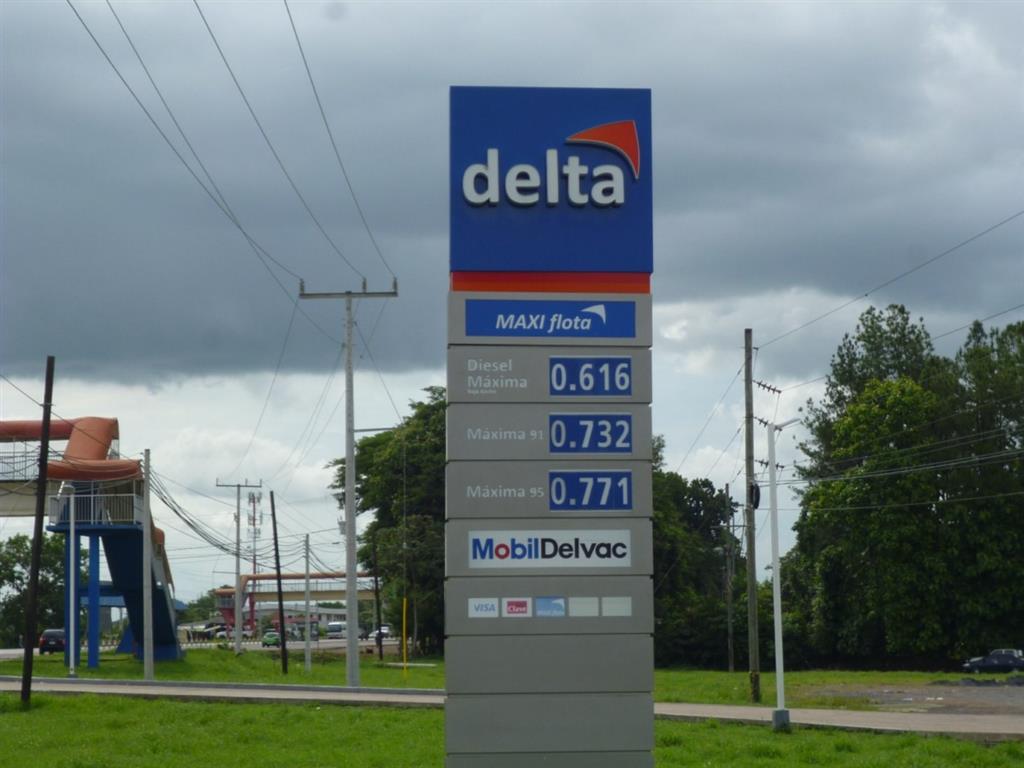 delta
MAXI flota
Diesel
Máxima
0.616
Máxima 91
0.732
Máxima 95
0.771
MobilDelvac
VISA
Clave